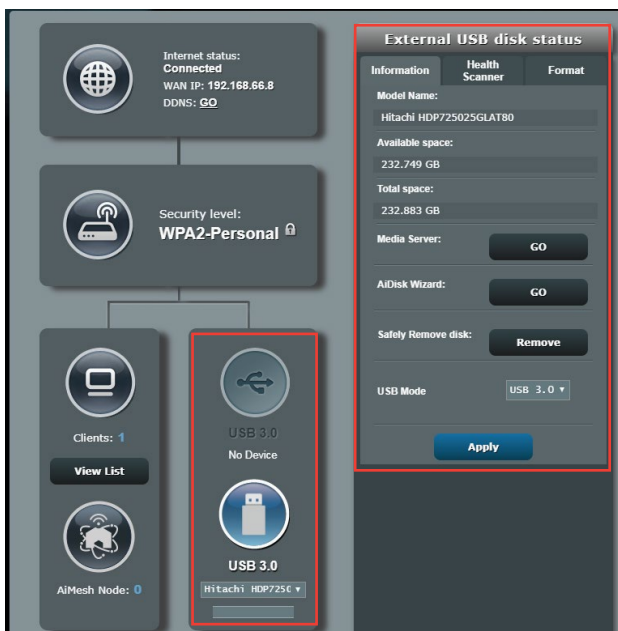 Internet status:
Connected
WAN IP: 192.168.66.8
DDNS: GO
Security level:
WPA2-Personal
Clients: 1
View List
AiMesh Node: 0
USB 3.0
No Device
USB 3.0
Hitachi HDP725C
External USB disk status
Information
Health
Scanner
Format
Model Name:
Hitachi HDP725025GLAT80
Available space:
232.749 GB
Total space:
232.883 GB
Media Server:
GO
AiDisk Wizard:
GO
Safely Remove disk:
Remove
USB Mode
USB 3.0
Apply